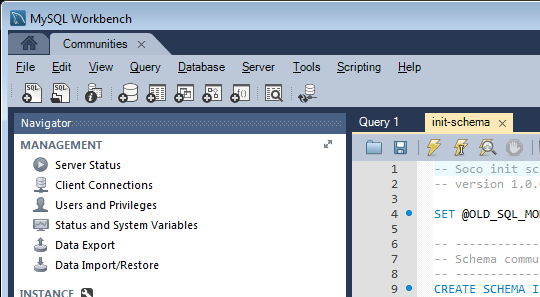 MySQL Workbench
Communities
File Edit View Query Database Server Tools Scripting Help
Navigator
MANAGEMENT
Server Status
Client Connections
Users and Privileges
Status and System Variables
Data Export
Data Import/Restore
INSTANCE
Query 1 init-schema
1 -- Soco init sc
2 -- version 1.0.
3
4 SET @OLD_SQL_MO
5
6 -- --------------
7 -- Schema commu
8 -- --------------
9 CREATE SCHEMA I